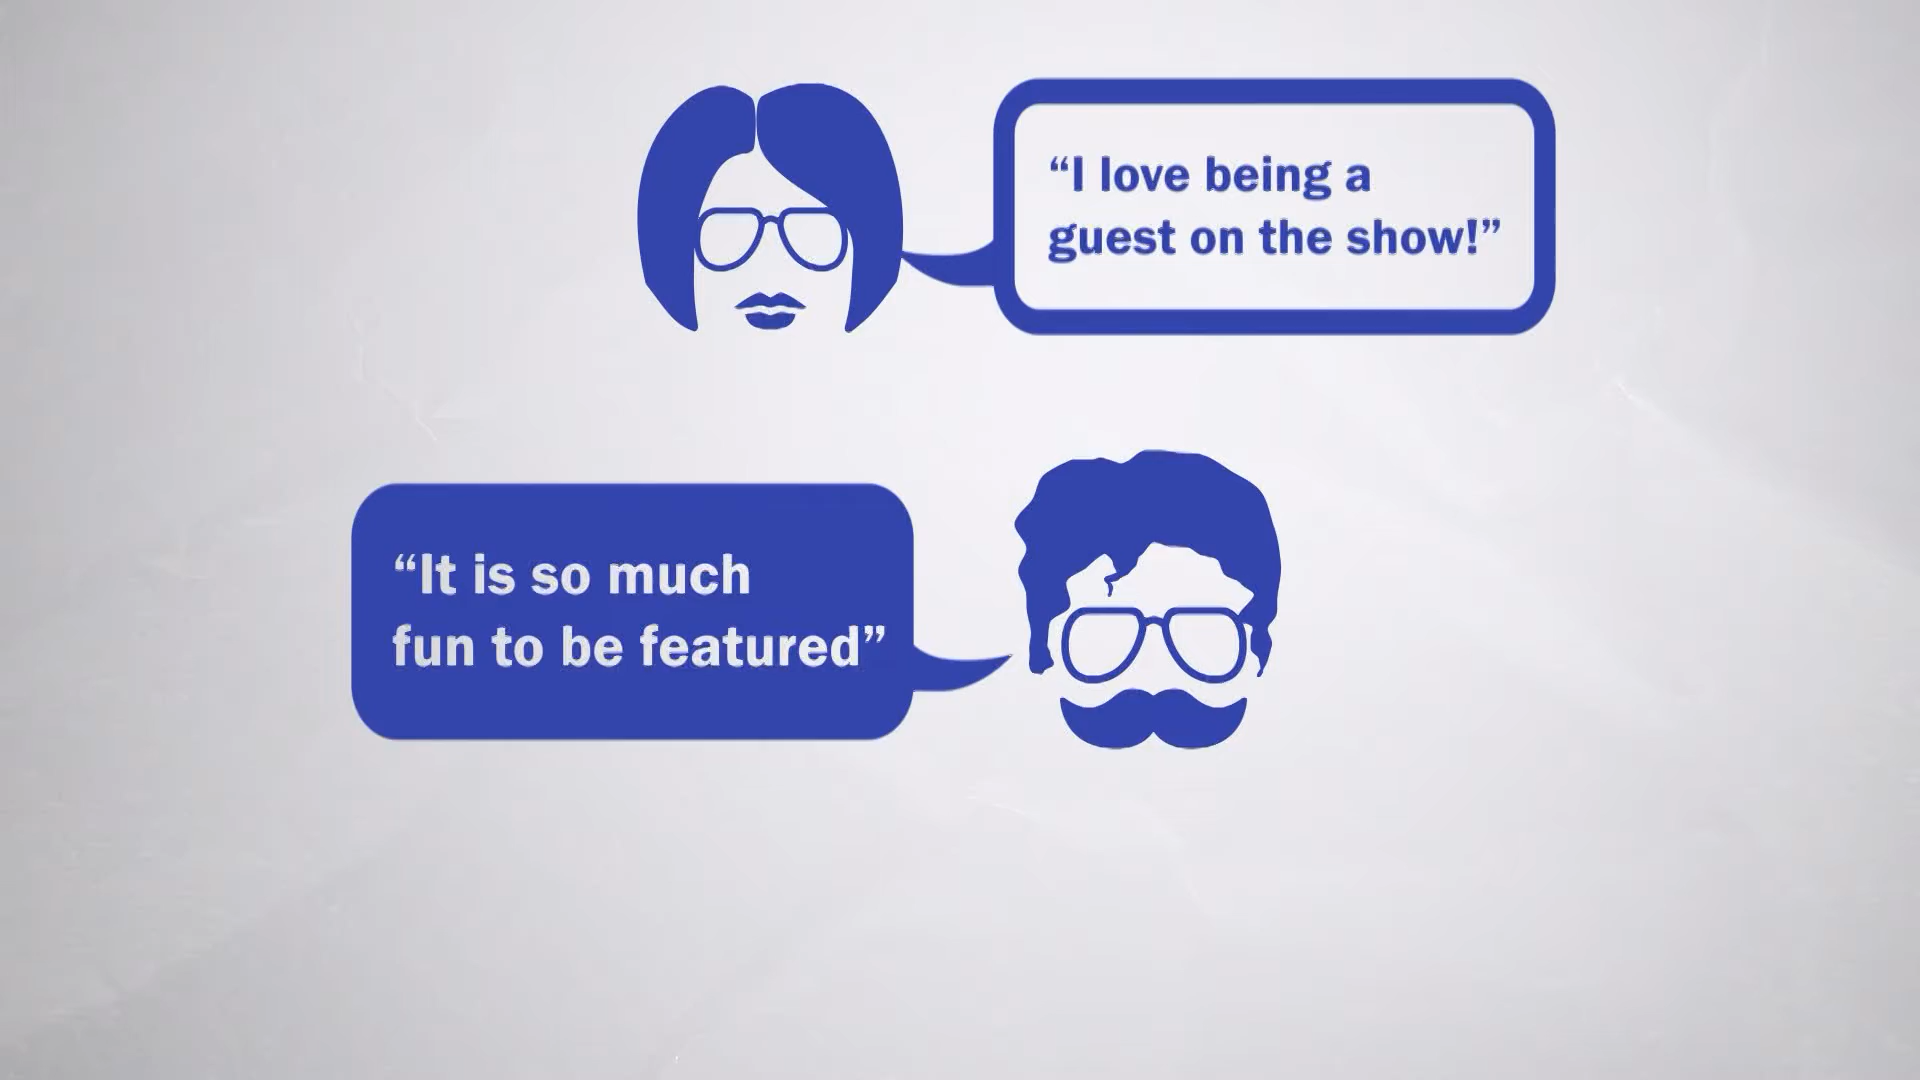 “I love being a
guest on the show!”
“It is so much
fun to be featured”